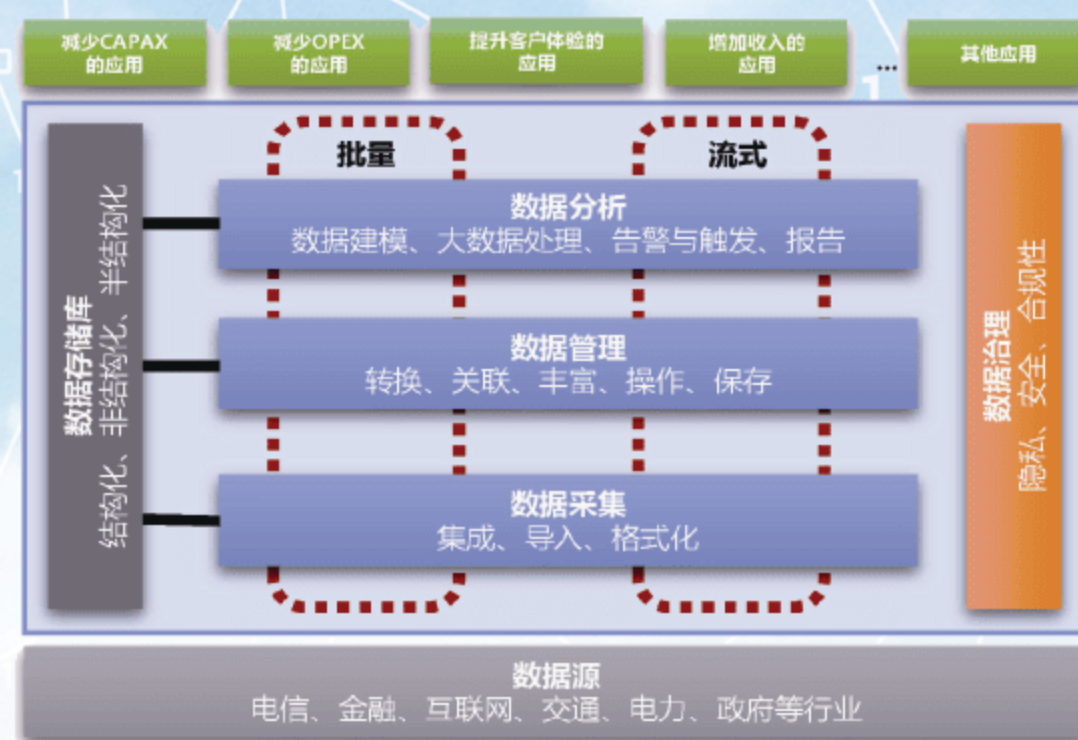 减少CAPAX
的应用
减少OPEX
的应用
提升客户体验的
应用
增加收入的
应用
...
其他应用
批量
流式
数据存储库
结构化、非结构化、半结构化
数据分析
数据建模、大数据处理、告警与触发、报告
数据管理
转换、关联、丰富、操作、保存
数据采集
集成、导入、格式化
数据治理
隐私、安全、合规性
数据源
电信、金融、互联网、交通、电力、政府等行业